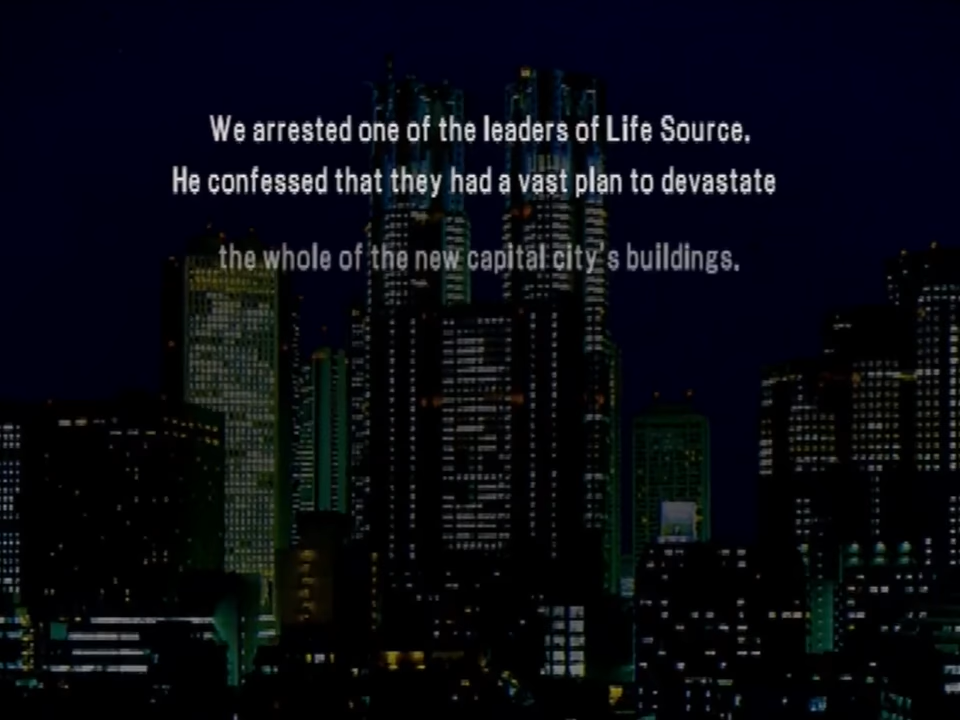 We arrested one of the leaders of Life Source.
He confessed that they had a vast plan to devastate
the whole of the new capital city's buildings.